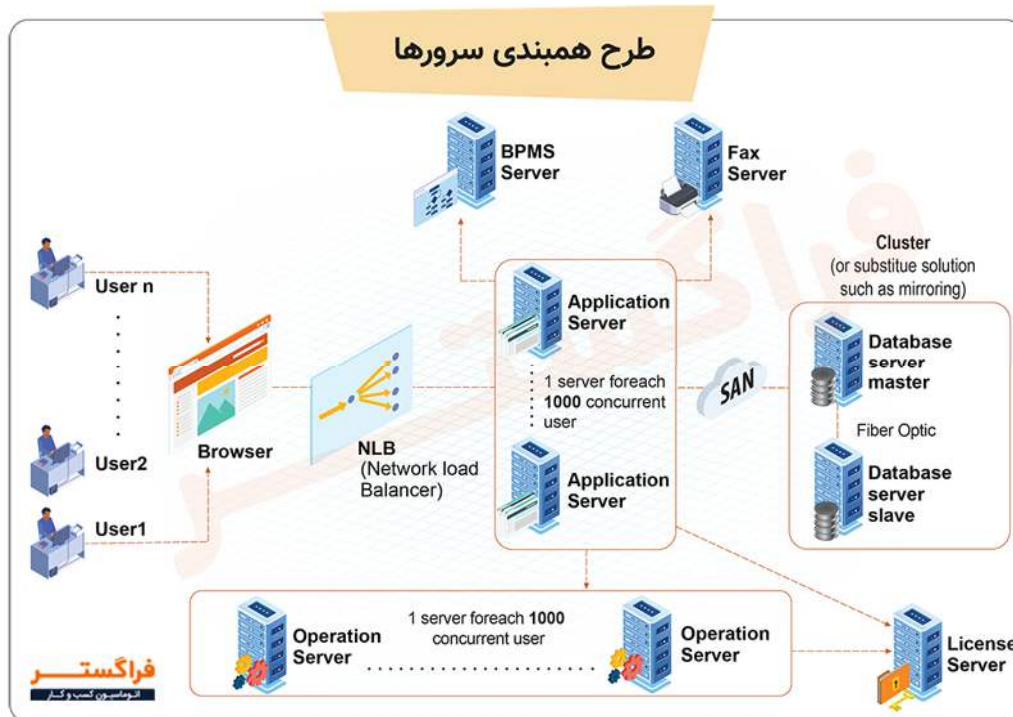 طرح همبندی سرورها
BPMS
Server
Fax
Server
Cluster
(or substitue solution
such as mirroring)
User n
Application
Server
Database
server
master
SAN
1 server foreach
1000 concurrent
user
Browser
NLB
(Network load
Balancer)
Fiber Optic
User2
Application
Server
Database
server
slave
User1
Operation
Server
1 server foreach 1000
concurrent user
Operation
Server
License
Server
فراگستر
اتوماسیون کسب و کار
فراگستر